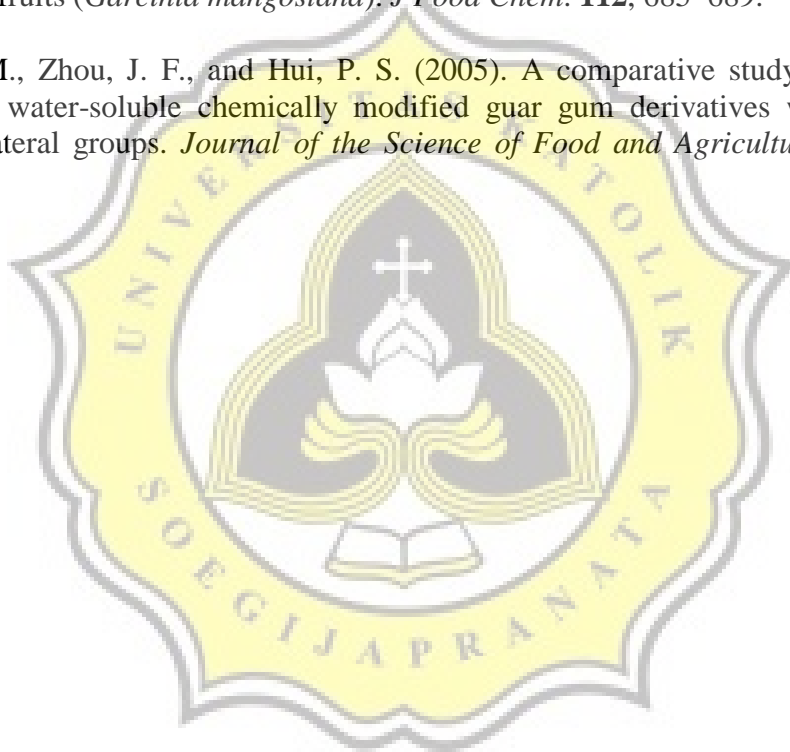 fruits (Garcinia mangostana). J Food Chem. 112, 685–689.
M., Zhou, J. F., and Hui, P. S. (2005). A comparative study
water-soluble chemically modified guar gum derivatives
ateral groups. Journal of the Science of Food and Agricultu
UNIVERSITAS KATOLIK
SOEGIJAPRANATA